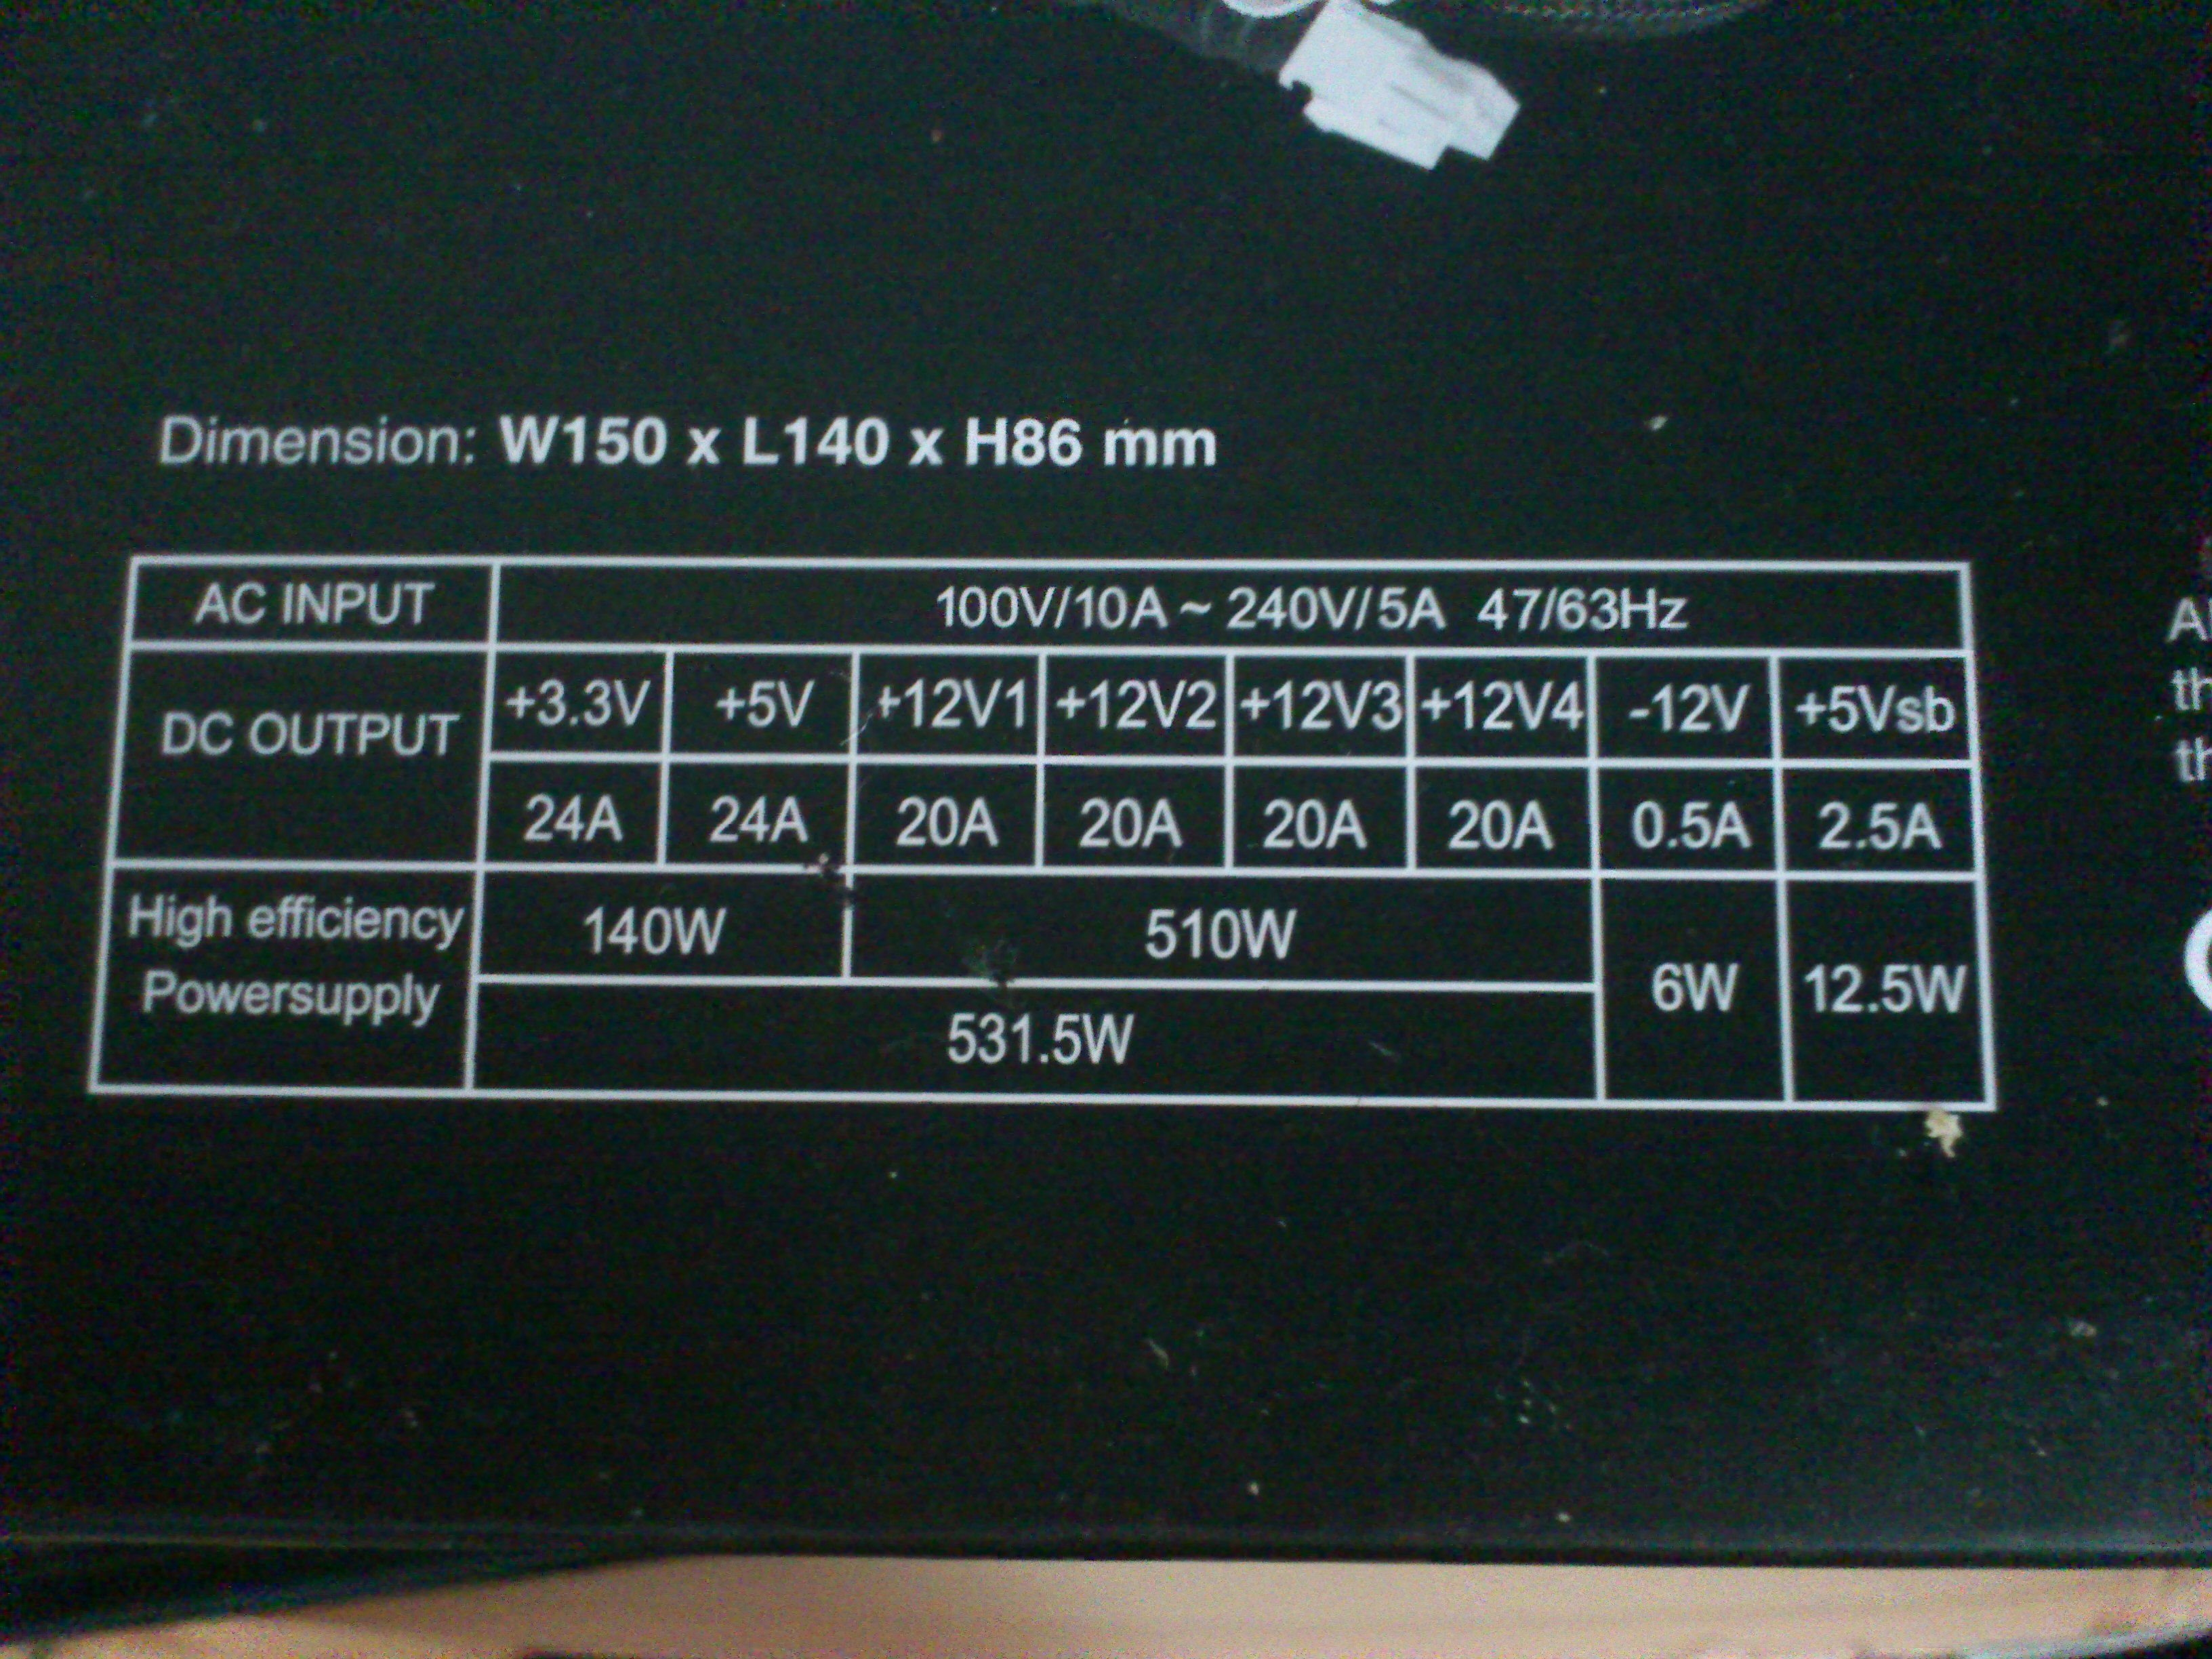 Dimension: W150 x L140 x H86 mm
AC INPUT 100V/10A ~ 240V/5A 47/63Hz
DC OUTPUT +3.3V +5V +12V1 +12V2 +12V3 +12V4 -12V +5Vsb
24A 24A 20A 20A 20A 20A 0.5A 2.5A
High efficiency Powersupply 140W 510W 6W 12.5W
531.5W